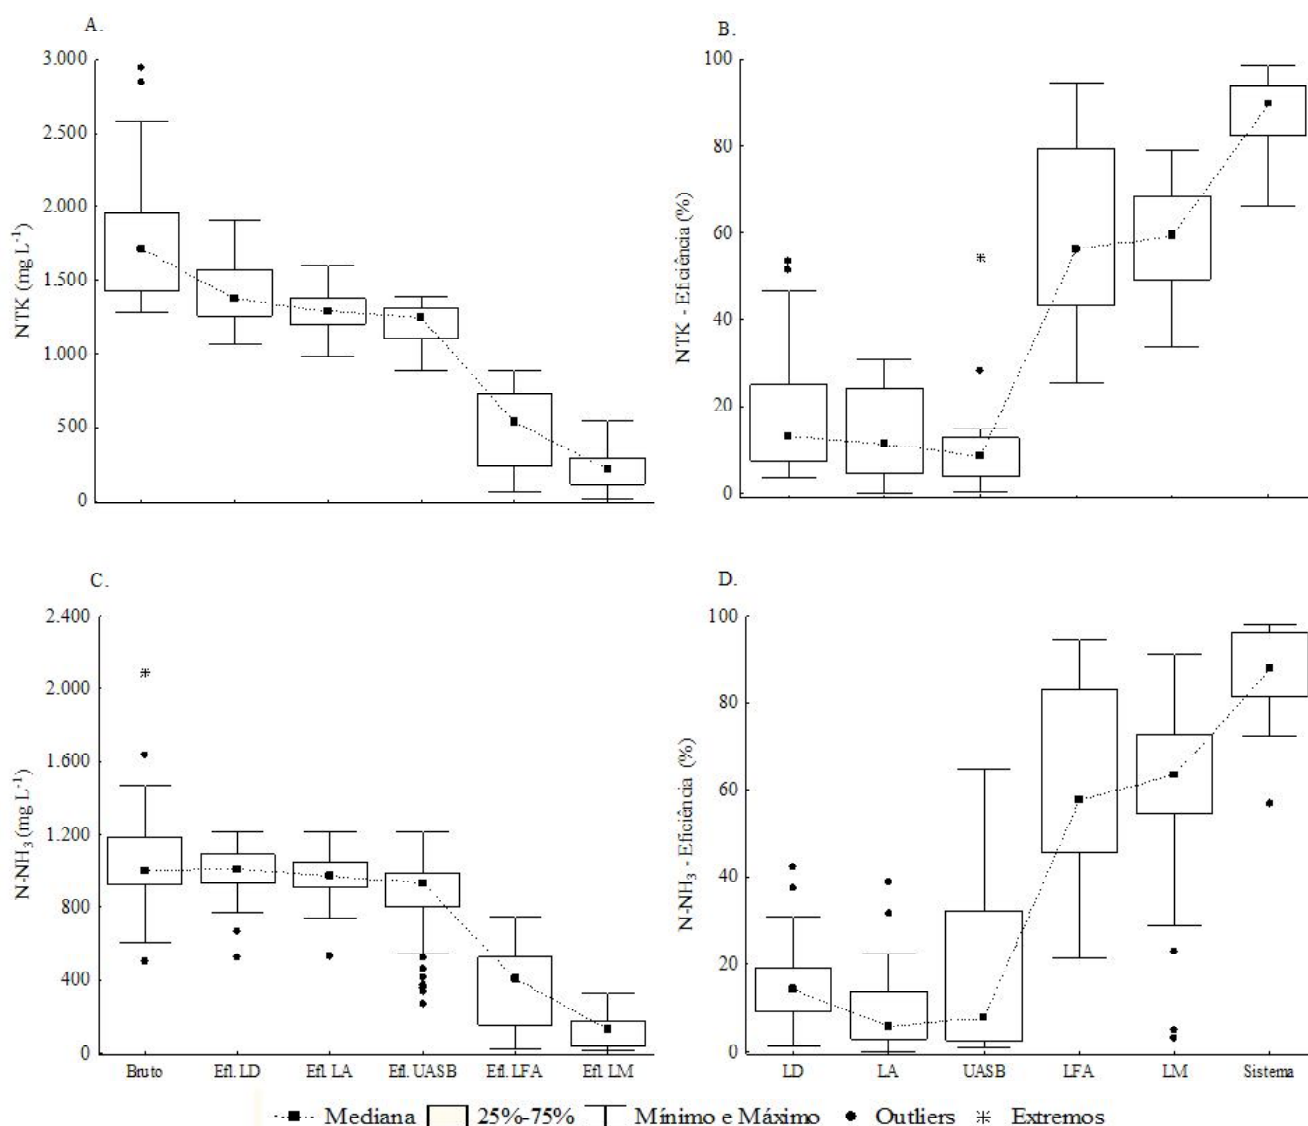 A.
3.000
2.500
2.000
1.500
1.000
500
0
NTK (mg L-1)
B.
100
80
60
40
20
0
NTK - Eficiência (%)
C.
2.400
2.000
1.600
1.200
800
400
0
N-NH3 (mg L-1)
Bruto Efl. LD Efl. LA Efl. UASB Efl. LFA Efl. LM
D.
100
80
60
40
20
0
N-NH3 - Eficiência (%)
LD LA UASB LFA LM Sistema
Mediana 25%-75% Mínimo e Máximo Outliers Extremos